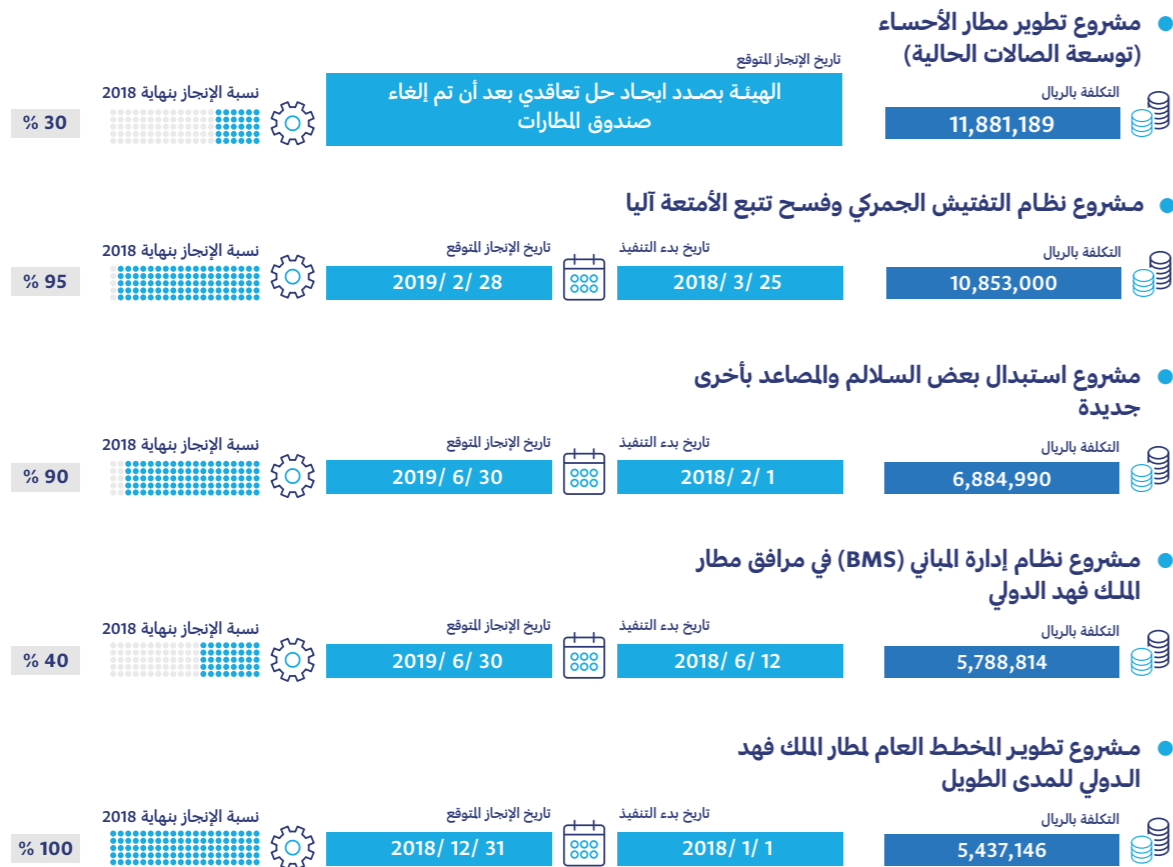 مشروع تطوير مطار الأحساء
(توسعة الصالات الحالية)
التكلفة بالريال
11,881,189
تاريخ الإنجاز المتوقع
الهيئة بصدد ايجاد حل تعاقدي بعد أن تم إلغاء
صندوق المطارات
نسبة الإنجاز بنهاية 2018
% 30
مشروع نظام التفتيش الجمركي وفسح تتبع الأمتعة آليا
التكلفة بالريال
10,853,000
تاريخ بدء التنفيذ
2018/ 3/ 25
تاريخ الإنجاز المتوقع
2019/ 2/ 28
نسبة الإنجاز بنهاية 2018
% 95
مشروع استبدال بعض السلالم والمصاعد بأخرى
جديدة
التكلفة بالريال
6,884,990
تاريخ بدء التنفيذ
2018/ 2/ 1
تاريخ الإنجاز المتوقع
2019/ 6/ 30
نسبة الإنجاز بنهاية 2018
% 90
مشروع نظام إدارة المباني (BMS) في مرافق مطار
الملك فهد الدولي
التكلفة بالريال
5,788,814
تاريخ بدء التنفيذ
2018/ 6/ 12
تاريخ الإنجاز المتوقع
2019/ 6/ 30
نسبة الإنجاز بنهاية 2018
% 40
مشروع تطوير المخطط العام لمطار الملك فهد
الدولي للمدى الطويل
التكلفة بالريال
5,437,146
تاريخ بدء التنفيذ
2018/ 1/ 1
تاريخ الإنجاز المتوقع
2018/ 12/ 31
نسبة الإنجاز بنهاية 2018
% 100